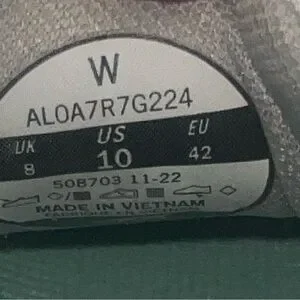 W
AL0A7R7G224
UK US EU
8 10 42
508703 11-22
MADE IN VIETNAM